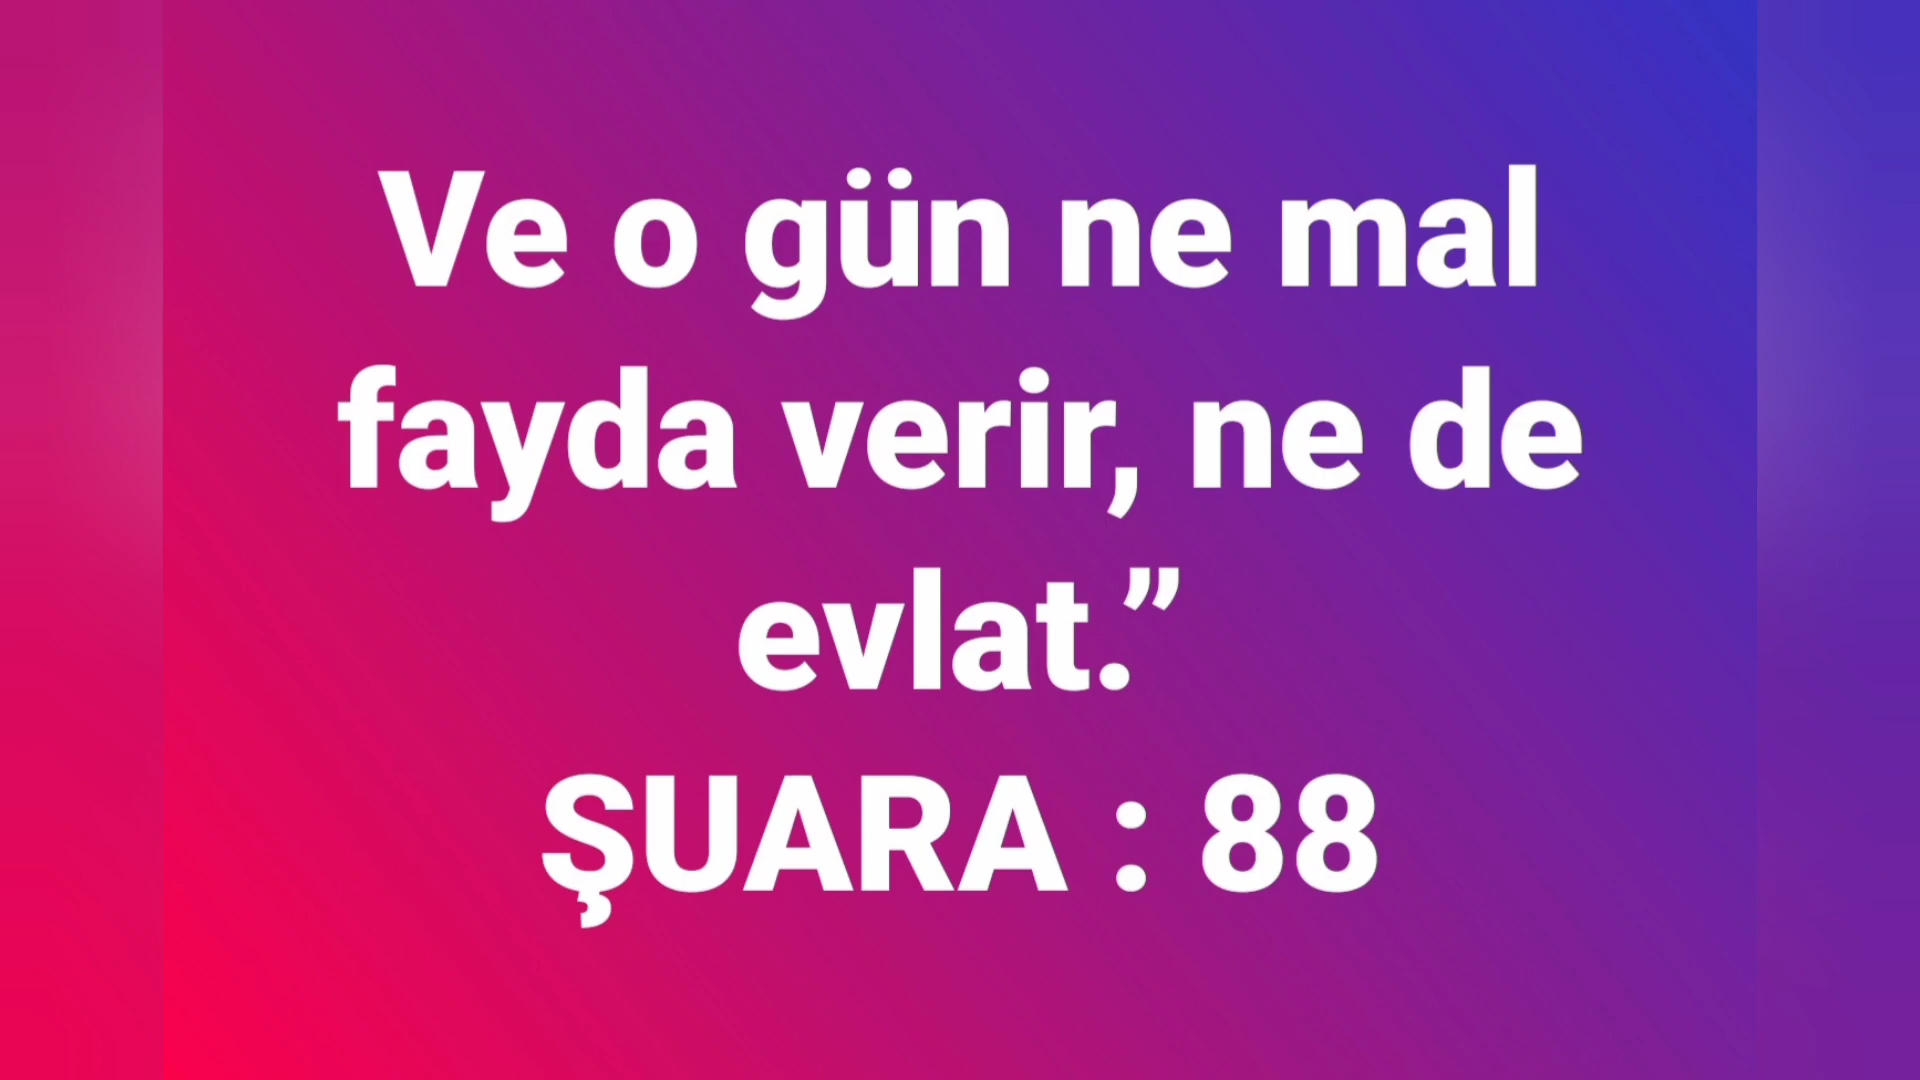 Ve o gün ne mal
fayda verir, ne de
evlat.”
ŞUARA : 88